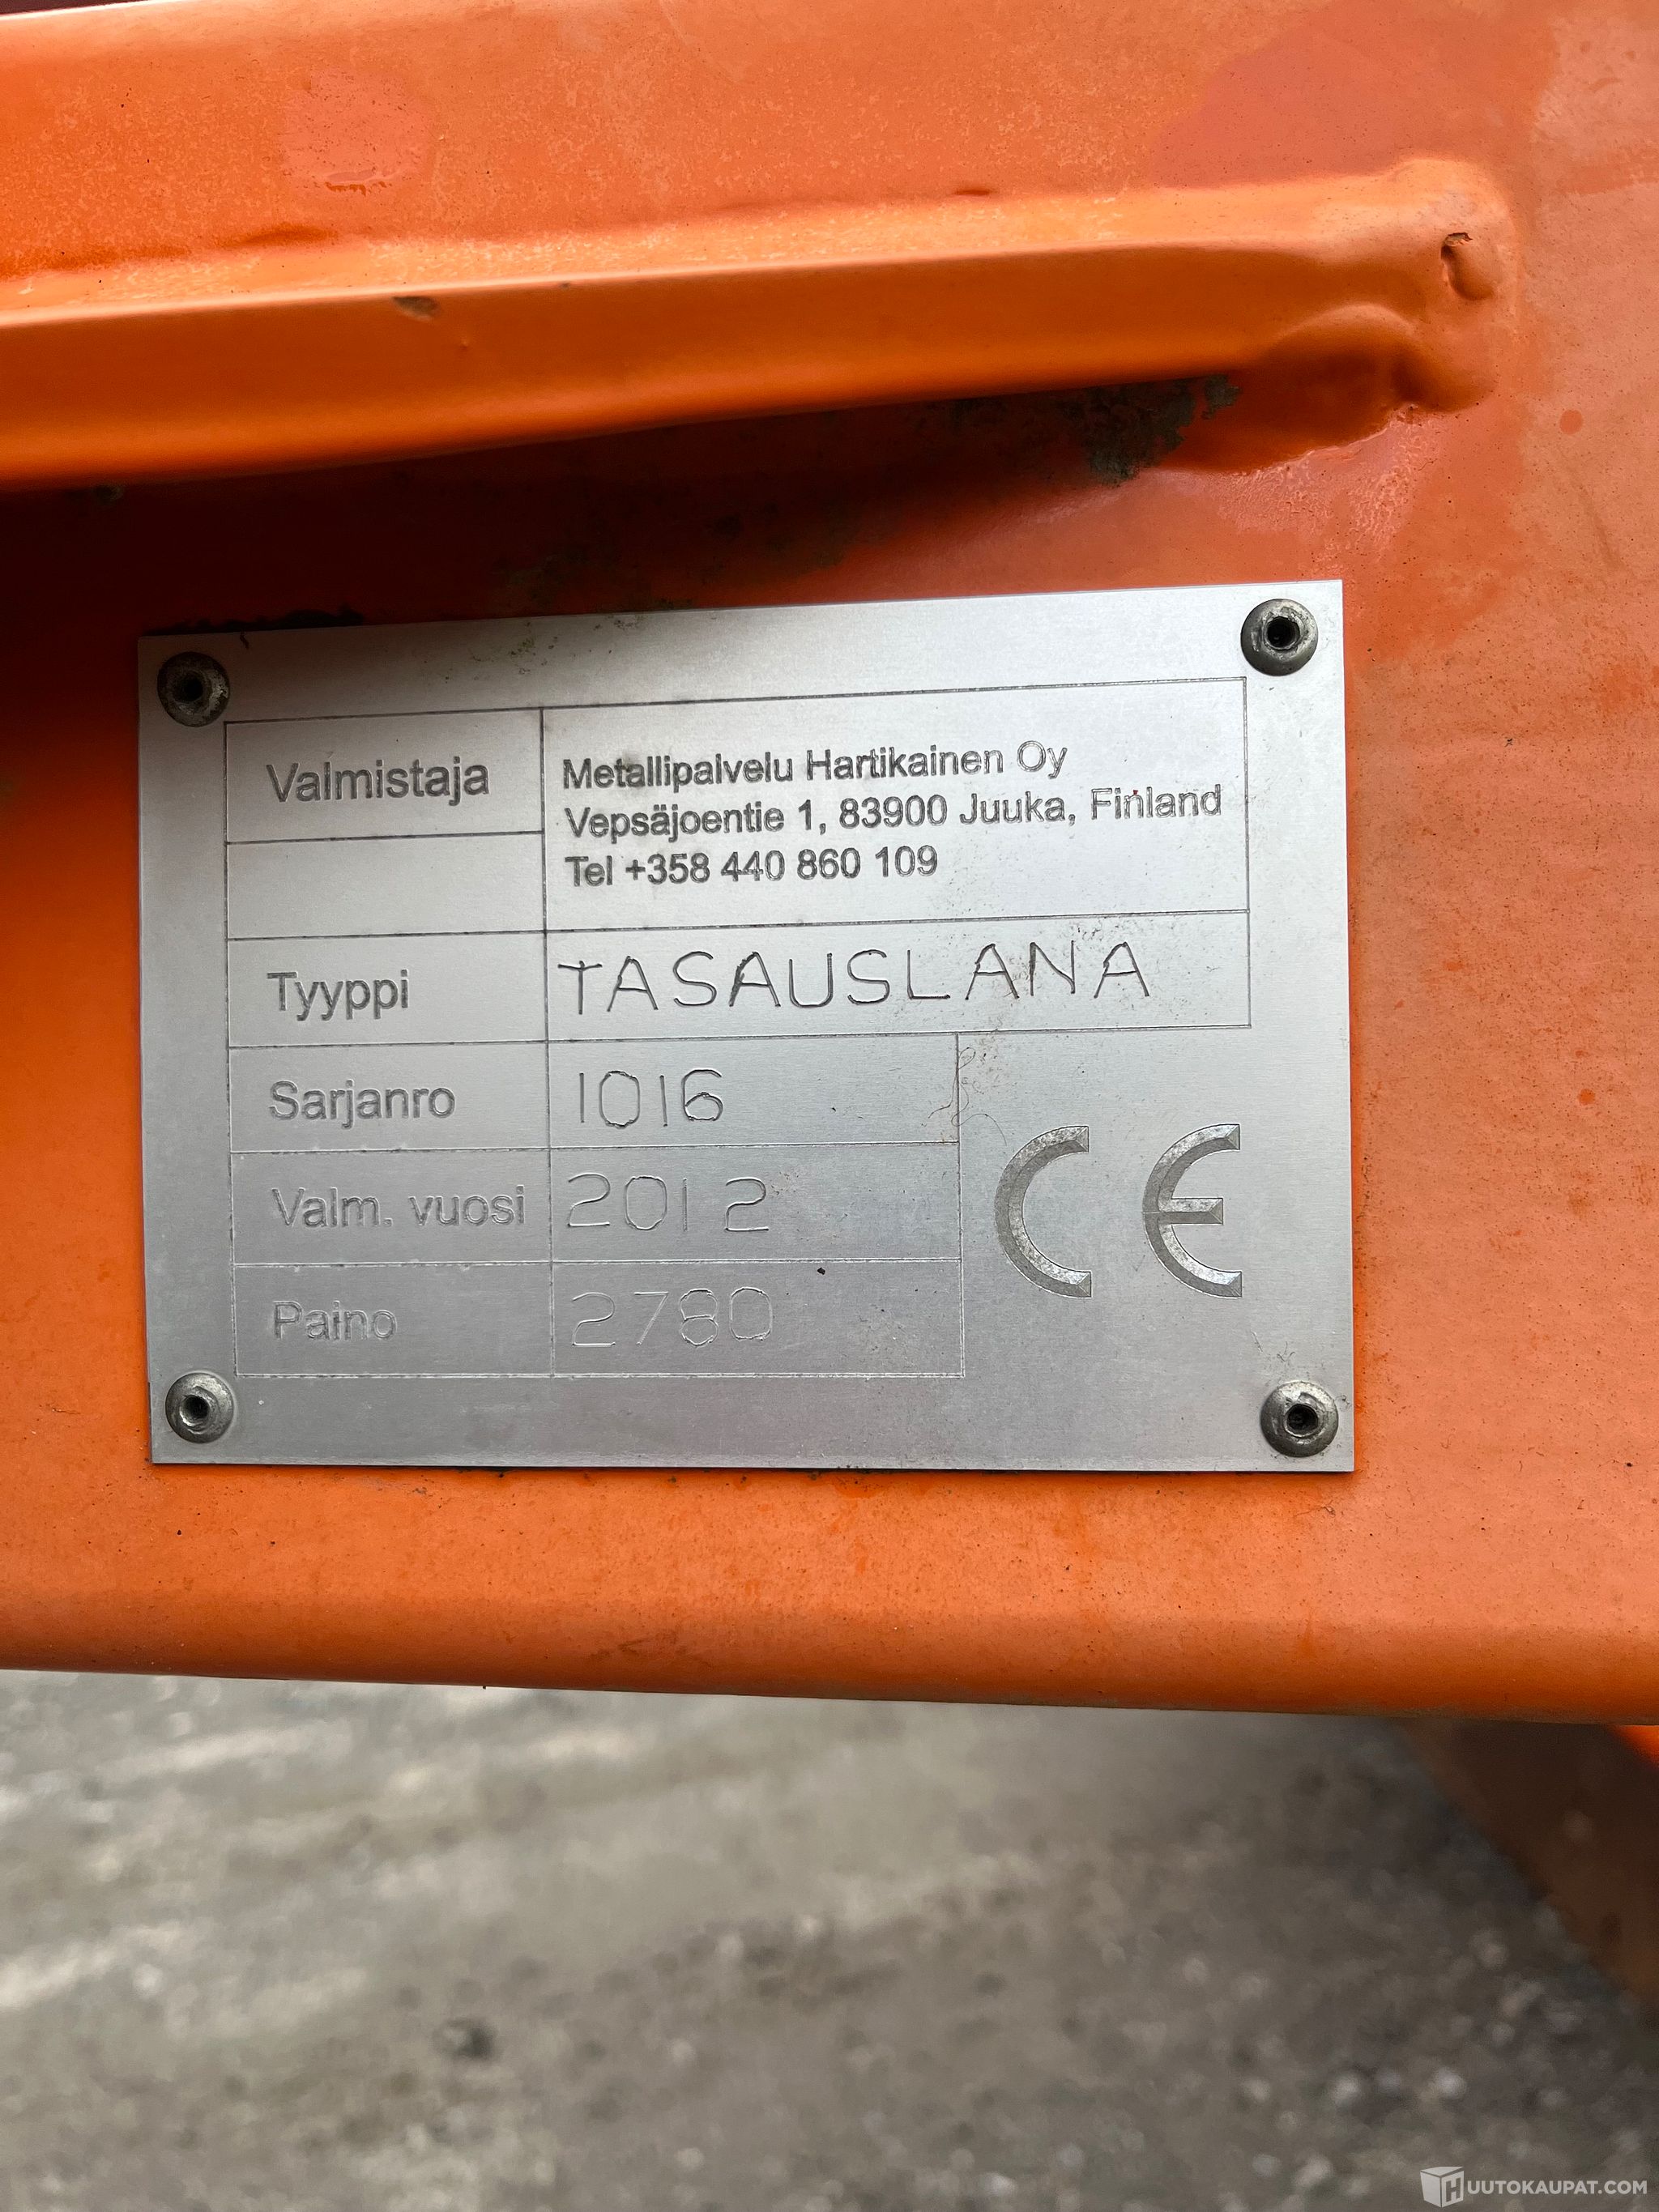 Valmistaja
Metallipalvelu Hartikainen Oy
Vepsäjoentie 1, 83900 Juuka, Finland
Tel +358 440 860 109
Tyyppi TASAUSLANA
Sarjanro 1016
Valm. vuosi 2012
Paino 2780
CE
HUUTOKAUPAT.COM